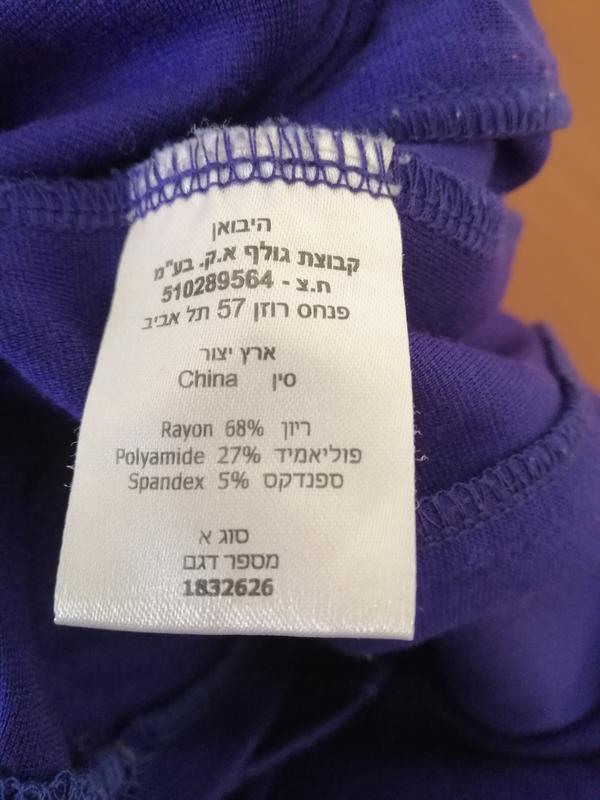 היבואן
קבוצת גולף א.ק. בע"מ
ח.צ - 510289564
פנחס רוזן 57 תל אביב
ארץ יצור
סין China
ריון 68% Rayon
פוליאמיד 27% Polyamide
ספנדקס 5% Spandex
סוג א
מספר דגם
1832626